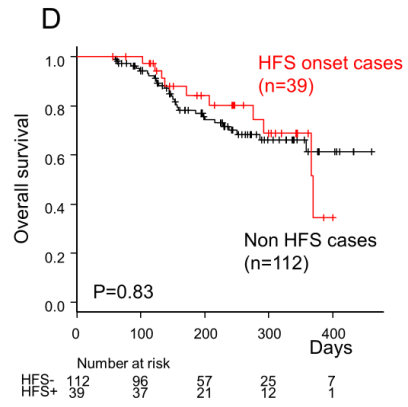 D
Overall survival
1.0
0.8
0.6
0.4
0.2
0.0
HFS onset cases
(n=39)
Non HFS cases
(n=112)
P=0.83
0 100 200 300 400
Days
Number at risk
HFS- 112 96 57 25 7
HFS+ 39 37 21 12 1